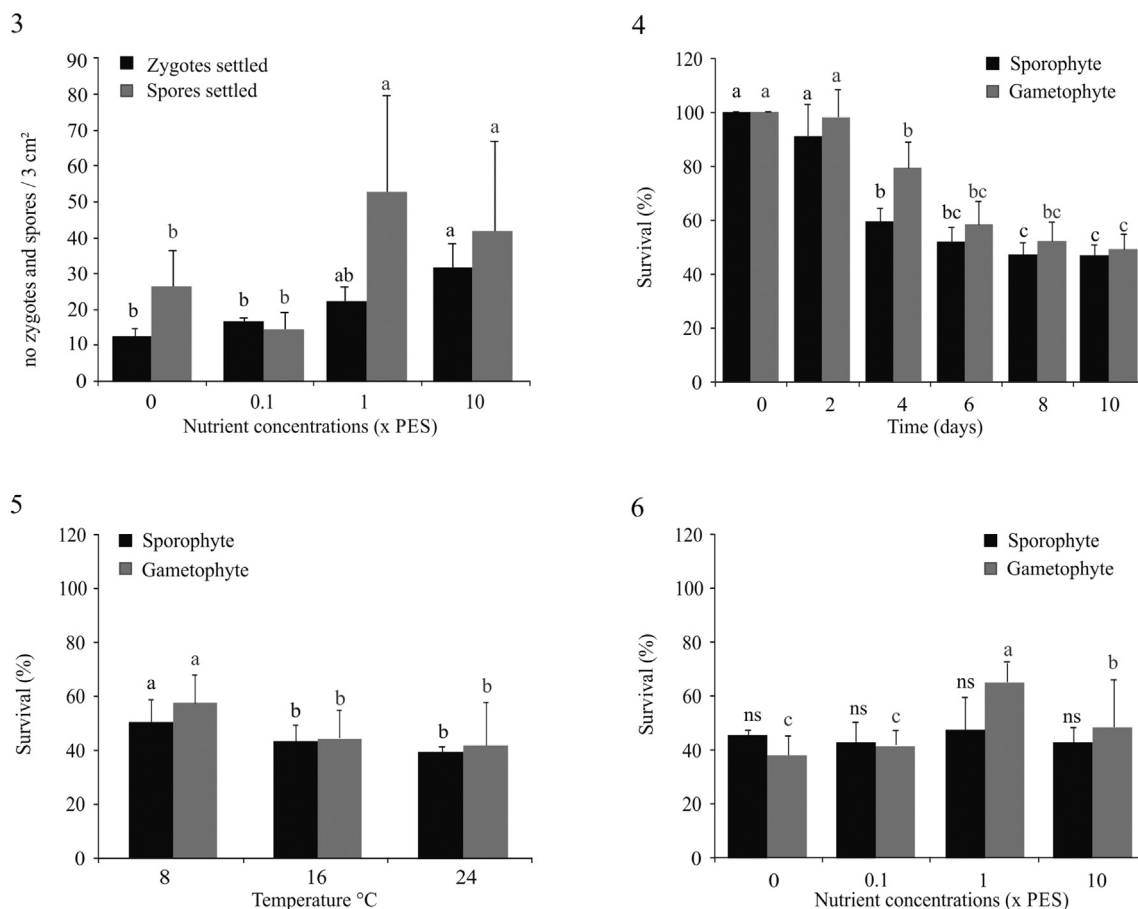 3
no zygotes and spores / 3 cm²
90
80
70
60
50
40
30
20
10
0
Zygotes settled
Spores settled
b
b
b
b
ab
a
a
a
0
0.1
1
10
Nutrient concentrations (x PES)
4
Survival (%)
120
100
80
60
40
20
0
Sporophyte
Gametophyte
a
a
a
a
b
b
bc
bc
c
bc
c
c
0
2
4
6
8
10
Time (days)
5
Survival (%)
120
100
80
60
40
20
0
Sporophyte
Gametophyte
a
a
b
b
b
b
8
16
24
Temperature °C
6
Survival (%)
120
100
80
60
40
20
0
Sporophyte
Gametophyte
ns
c
ns
c
ns
a
ns
b
0
0.1
1
10
Nutrient concentrations (x PES)